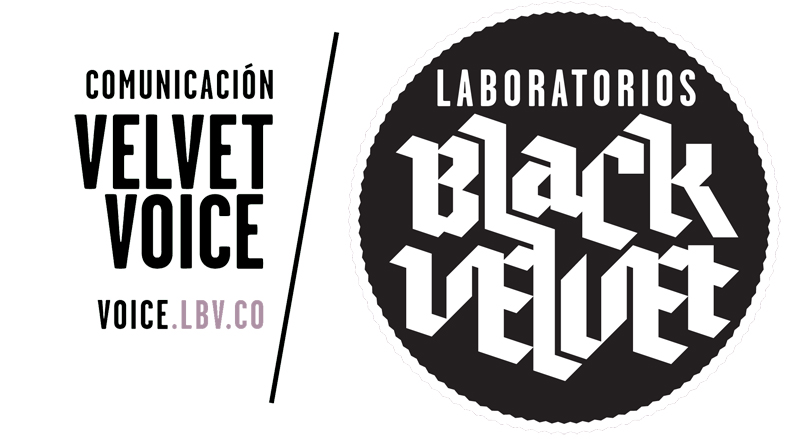 COMUNICACIÓN
VELVET
VOICE
VOICE.LBV.CO
LABORATORIOS
Black
VELVEt